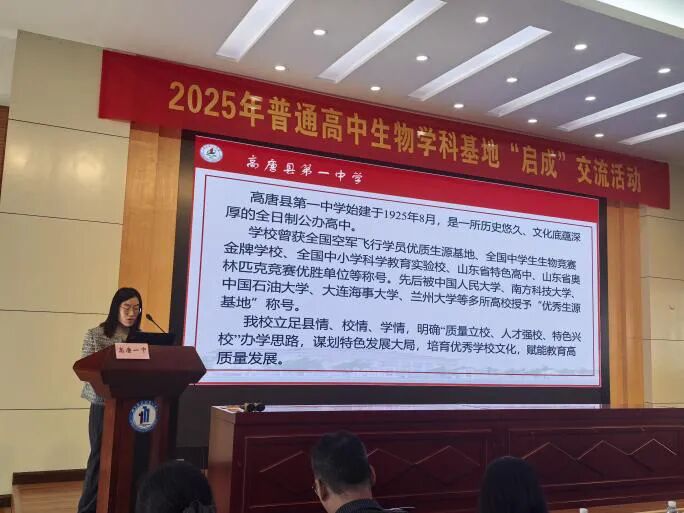 2025年普通高中生物学科基地“启成”交流活动
高唐县第一中学
高唐县第一中学始建于1925年8月，是一所历史悠久、文化底蕴深
厚的全日制公办高中。
学校曾获全国空军飞行学员优质生源基地、全国中学生生物竞赛
金牌学校、全国中小学科学教育实验校、山东省特色高中、山东省奥
林匹克竞赛优胜单位等称号。先后被中国人民大学、南方科技大学、
中国石油大学、大连海事大学、兰州大学等多所高校授予“优秀生源
基地”称号。
我校立足县情、校情、学情，明确“质量立校、人才强校、特色兴
校”办学思路，谋划特色发展大局，培育优秀学校文化，赋能教育高
质量发展。
高唐一中